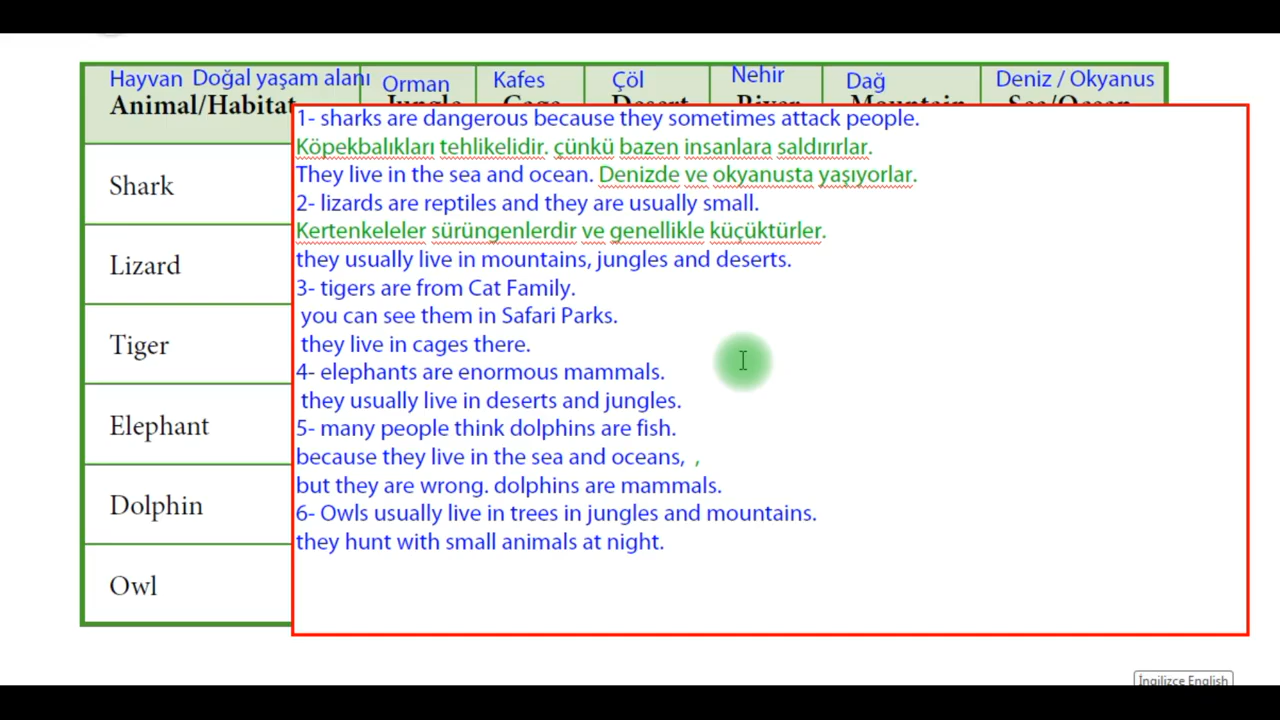 Hayvan Doğal yaşam alanı Orman Kafes Çöl Nehir Dağ Deniz / Okyanus
Animal/Habitat Jungle Cage Desert River Mountain Sea/Ocean
1- sharks are dangerous because they sometimes attack people.
Köpekbalıkları tehlikelidir. çünkü bazen insanlara saldırırlar.
They live in the sea and ocean. Denizde ve okyanusta yaşıyorlar.
Shark
2- lizards are reptiles and they are usually small.
Kertenkeleler sürüngenlerdir ve genellikle küçüktürler.
they usually live in mountains, jungles and deserts.
Lizard
3- tigers are from Cat Family.
you can see them in Safari Parks.
they live in cages there.
Tiger
4- elephants are enormous mammals.
they usually live in deserts and jungles.
5- many people think dolphins are fish.
Elephant
because they live in the sea and oceans, ,
but they are wrong. dolphins are mammals.
Dolphin
6- Owls usually live in trees in jungles and mountains.
they hunt with small animals at night.
Owl
İngilizce English